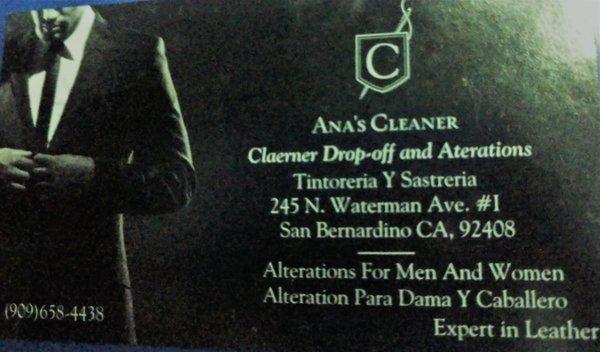 C
ANA'S CLEANER
Claerner Drop-off and Aterations
Tintoreria Y Sastreria
245 N. Waterman Ave. #1
San Bernardino CA, 92408
Alterations For Men And Women
Alteration Para Dama Y Caballero
(909)658-4438
Expert in Leather